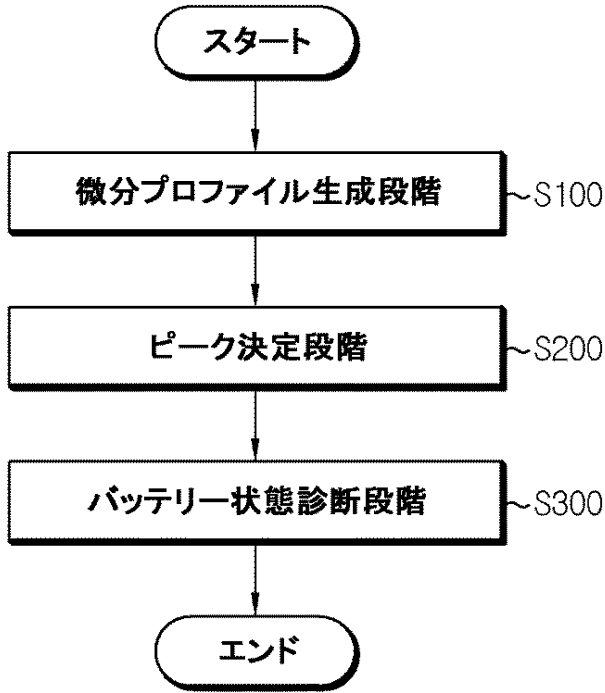 スタート
微分プロファイル生成段階
S100
ピーク決定段階
S200
バッテリー状態診断段階
S300
エンド